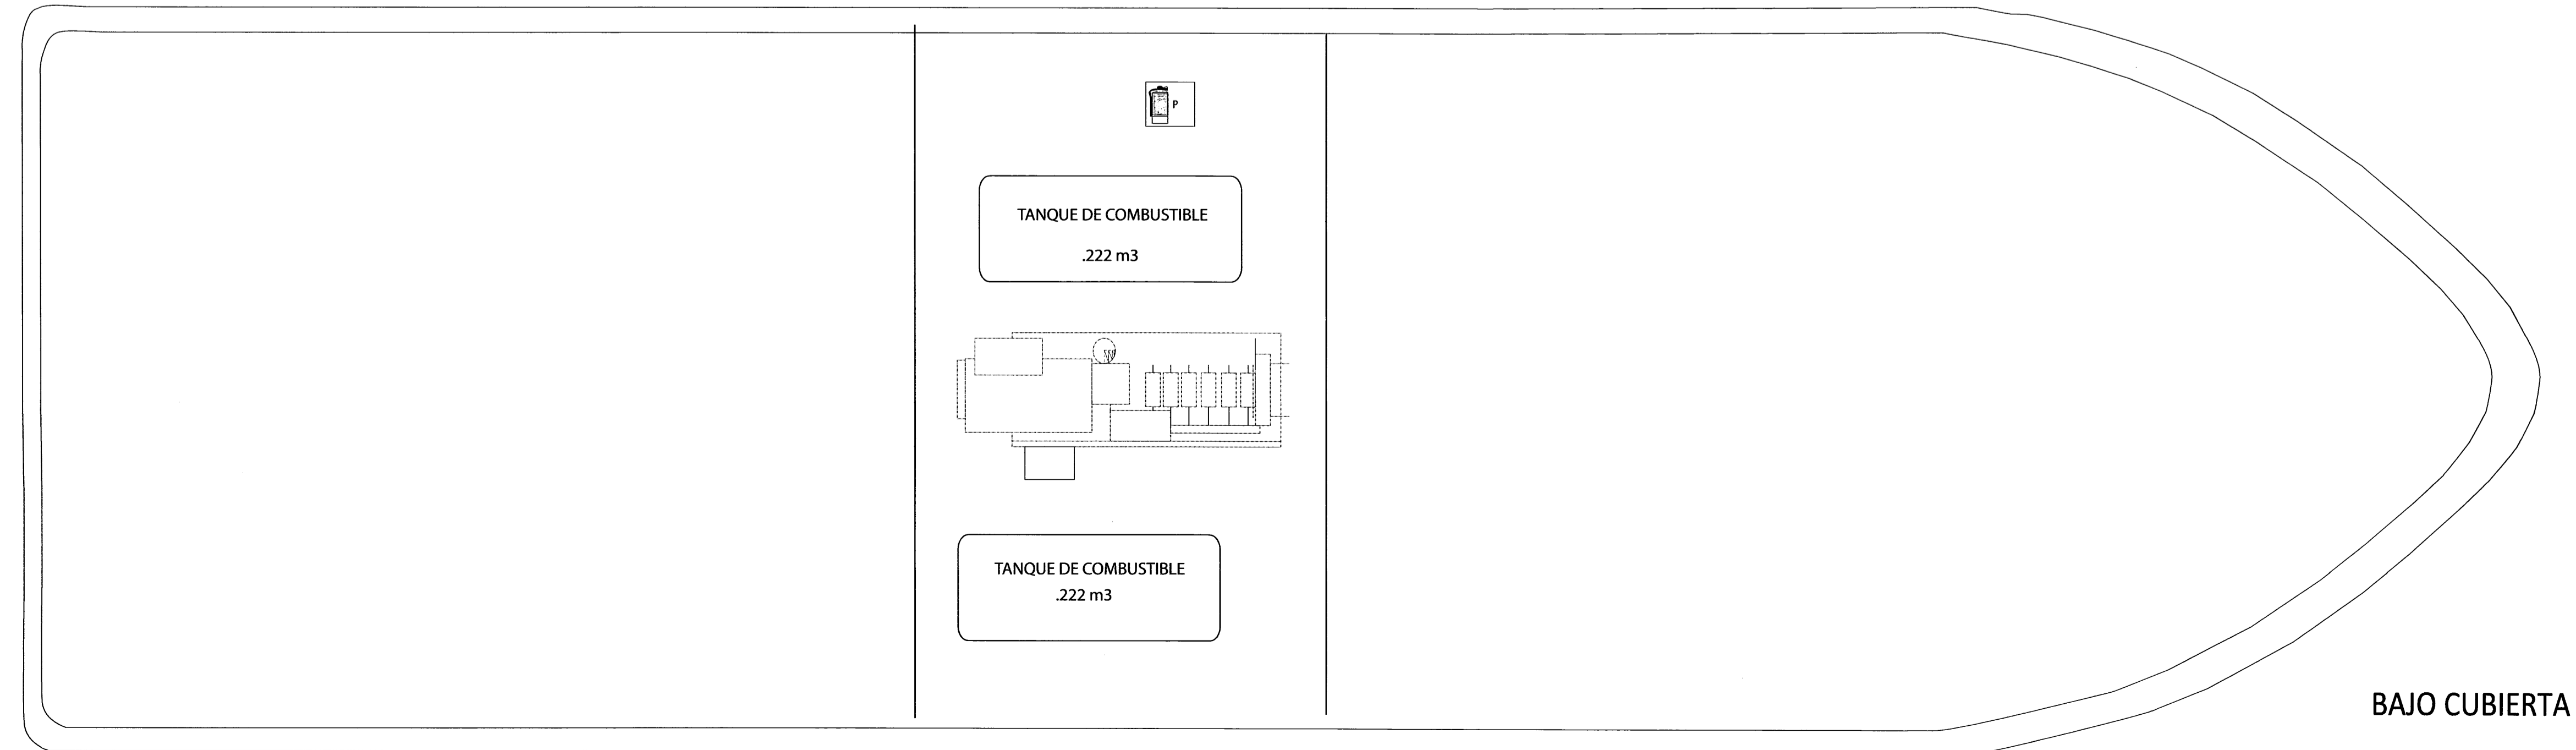 P
TANQUE DE COMBUSTIBLE
.222 m3
TANQUE DE COMBUSTIBLE
.222 m3
BAJO CUBIERTA